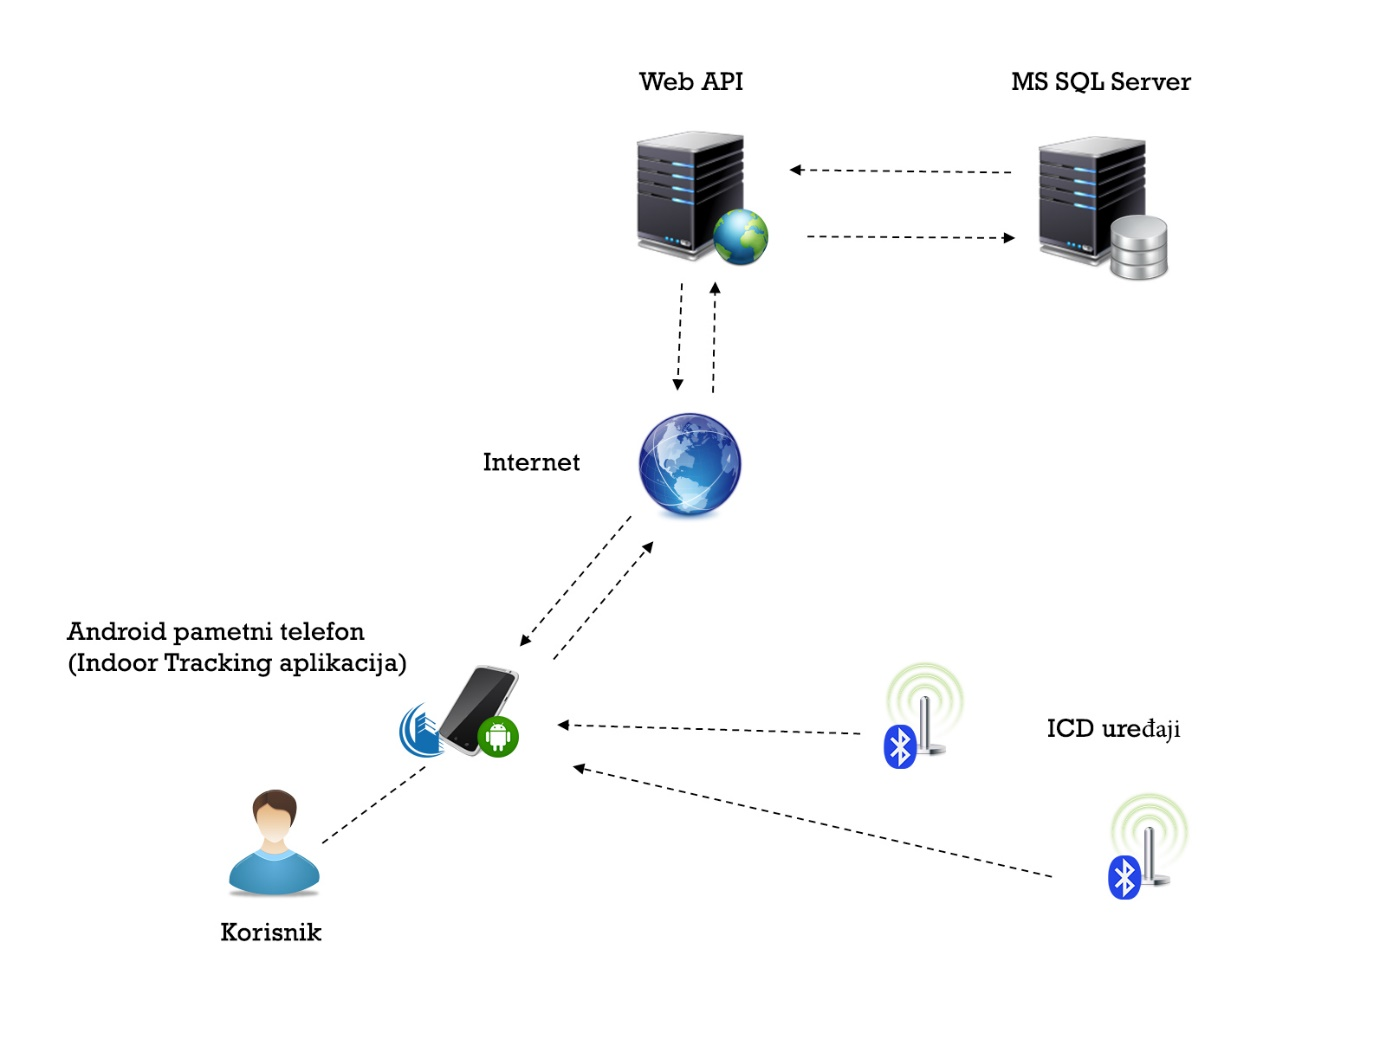 Web API
MS SQL Server
Internet
Android pametni telefon
(Indoor Tracking aplikacija)
ICD uređaji
Korisnik